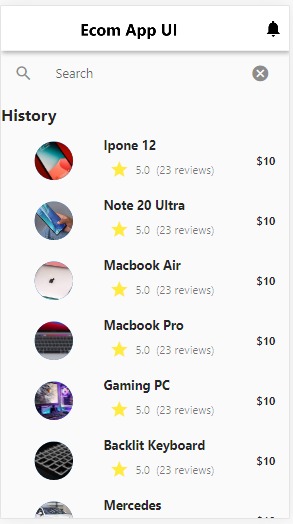 Ecom App UI
Search
History
Ipone 12
5.0 (23 reviews)
$10
Note 20 Ultra
5.0 (23 reviews)
$10
Macbook Air
5.0 (23 reviews)
$10
Macbook Pro
5.0 (23 reviews)
$10
Gaming PC
5.0 (23 reviews)
$10
Backlit Keyboard
5.0 (23 reviews)
$10
Mercedes
$10